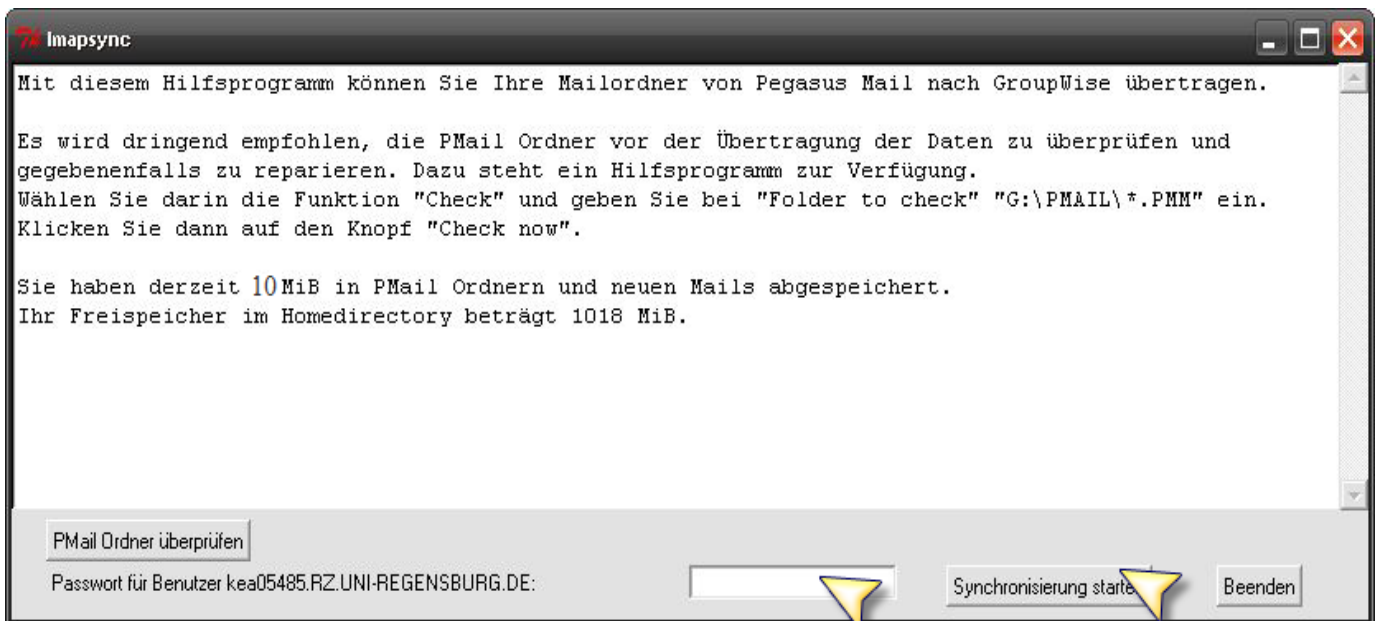 Imapsync
Mit diesem Hilfsprogramm können Sie Ihre Mailordner von Pegasus Mail nach GroupWise übertragen.
Es wird dringend empfohlen, die PMail Ordner vor der Übertragung der Daten zu überprüfen und
gegebenenfalls zu reparieren. Dazu steht ein Hilfsprogramm zur Verfügung.
Wählen Sie darin die Funktion "Check" und geben Sie bei "Folder to check" "G:\PMAIL\*.PMM" ein.
Klicken Sie dann auf den Knopf "Check now".
Sie haben derzeit 10 MiB in PMail Ordnern und neuen Mails abgespeichert.
Ihr Freispeicher im Homedirectory beträgt 1018 MiB.
PMail Ordner überprüfen
Passwort für Benutzer kea05485.RZ.UNI-REGENSBURG.DE:
Synchronisierung starte
Beenden